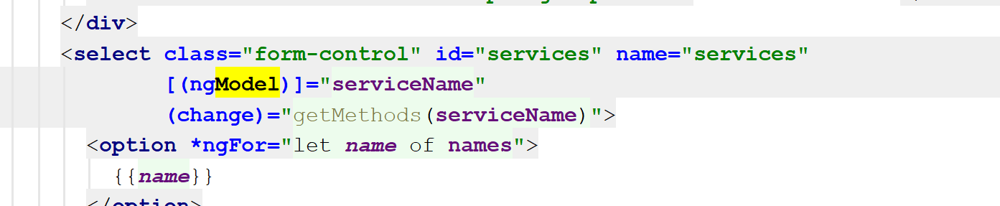 </div>
<select class="form-control" id="services" name="services"
[(ngModel)]="serviceName"
(change)="getMethods(serviceName)">
<option *ngFor="let name of names">
{{name}}
</option>